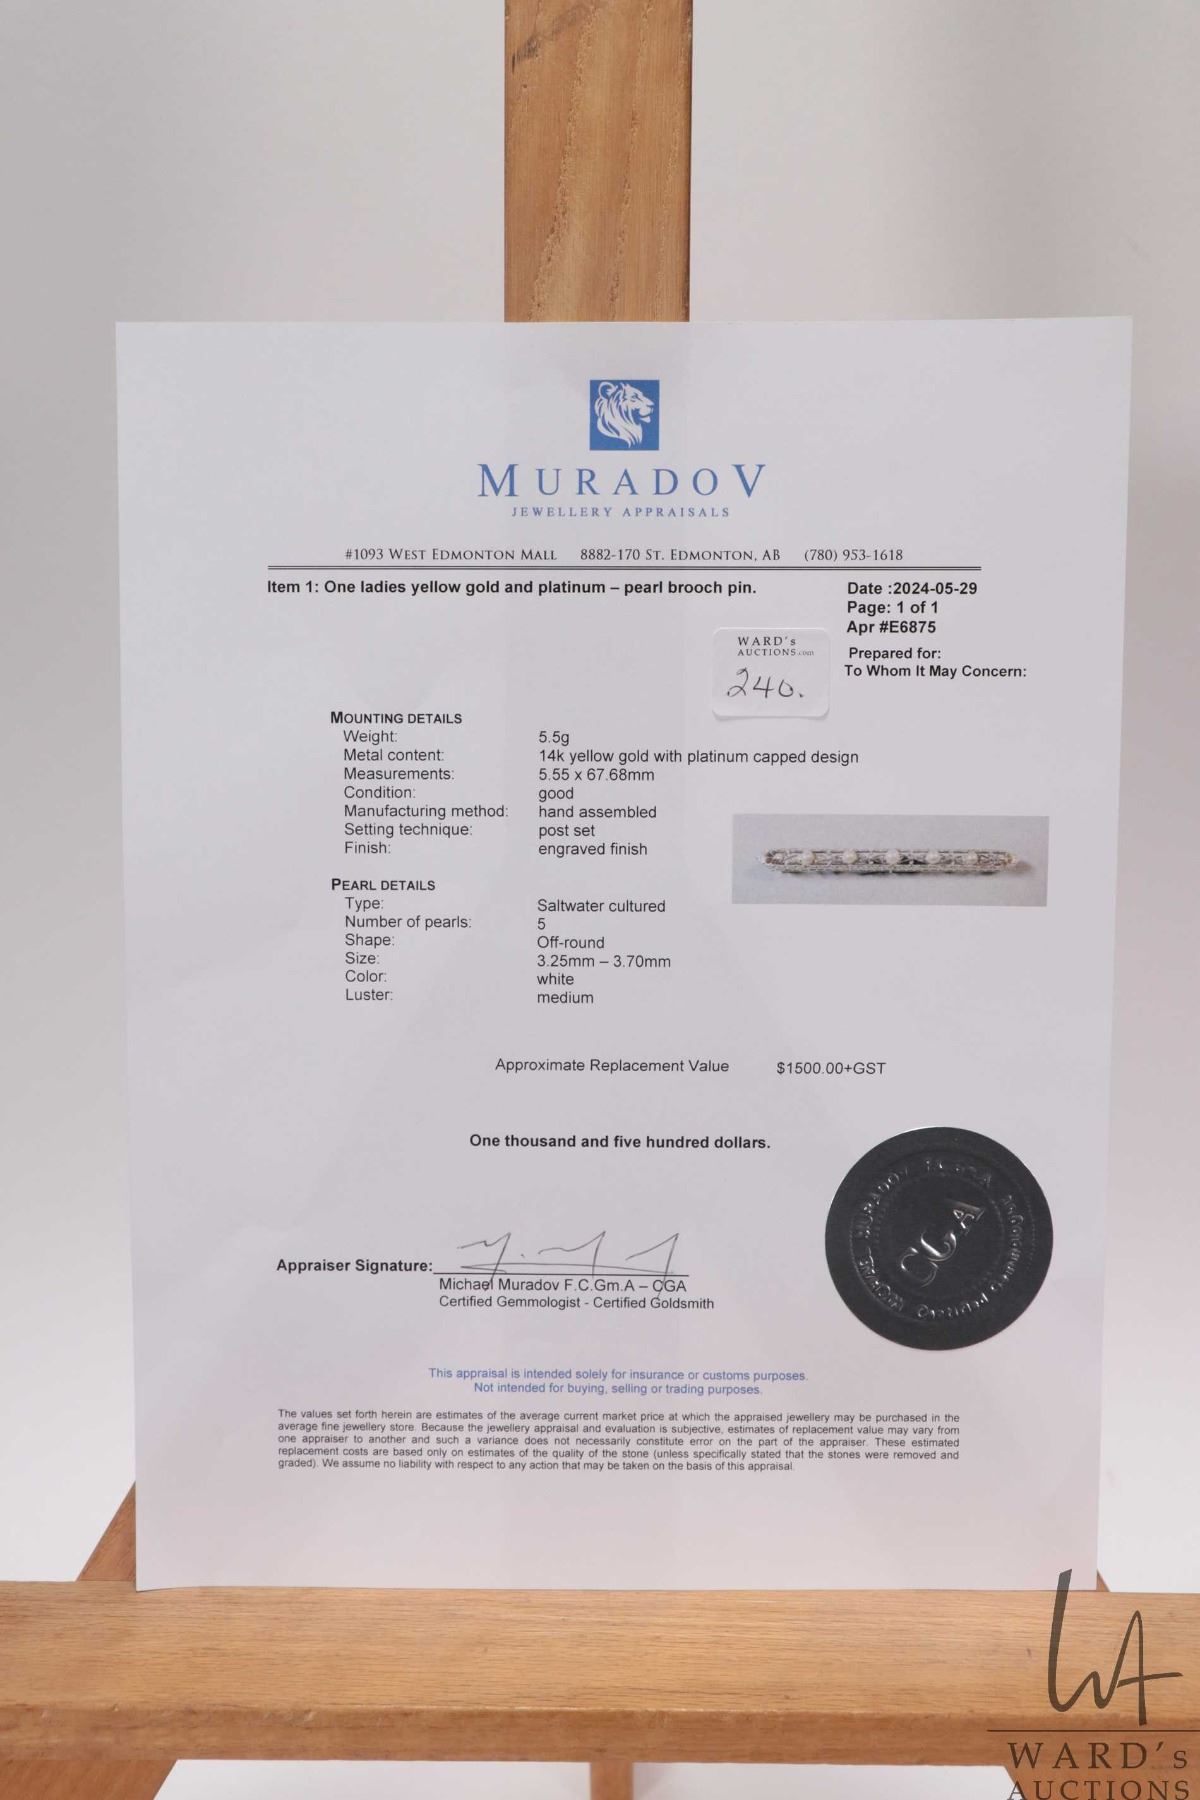 MURADOV
JEWELLERY APPRAISALS
#1093 WEST EDMONTON MALL 8882-170 ST. EDMONTON, AB (780) 953-1618
Item 1: One ladies yellow gold and platinum – pearl brooch pin.
Date :2024-05-29
Page: 1 of 1
Apr #E6875
Prepared for:
To Whom It May Concern:
WARD's
AUCTIONS.com
240.
MOUNTING DETAILS
Weight: 5.5g
Metal content: 14k yellow gold with platinum capped design
Measurements: 5.55 x 67.68mm
Condition: good
Manufacturing method: hand assembled
Setting technique: post set
Finish: engraved finish
PEARL DETAILS
Type: Saltwater cultured
Number of pearls: 5
Shape: Off-round
Size: 3.25mm – 3.70mm
Color: white
Luster: medium
Approximate Replacement Value $1500.00+GST
One thousand and five hundred dollars.
Appraiser Signature:
Michael Muradov F.C.Gm.A – CGA
Certified Gemmologist - Certified Goldsmith
CGA
MURADOV
This appraisal is intended solely for insurance or customs purposes.
Not intended for buying, selling or trading purposes.
The values set forth herein are estimates of the average current market price at which the appraised jewellery may be purchased in the
average fine jewellery store. Because the jewellery appraisal and evaluation is subjective, estimates of replacement value may vary from
one appraiser to another and such a variance does not necessarily constitute error on the part of the appraiser. These estimated
replacement costs are based only on estimates of the quality of the stone (unless specifically stated that the stones were removed and
graded). We assume no liability with respect to any action that may be taken on the basis of this appraisal.
WA
WARD's
AUCTIONS